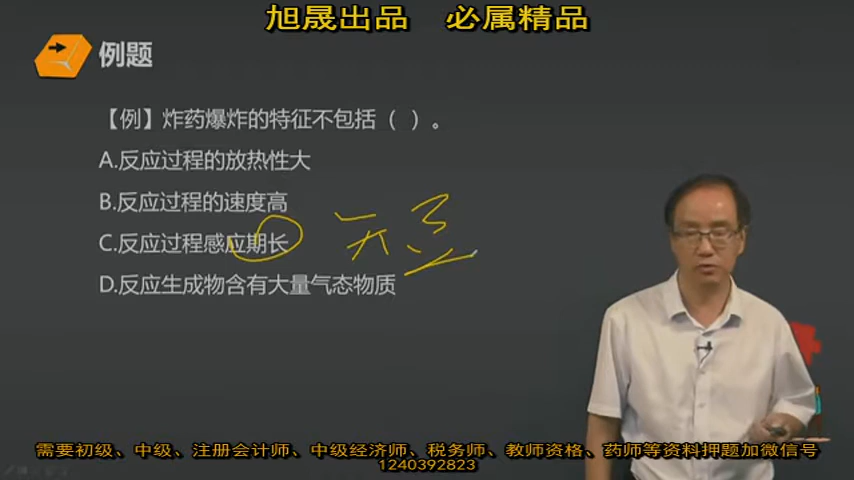 旭晟出品 必属精品
例题
【例】炸药爆炸的特征不包括（ ）。
A.反应过程的放热性大
B.反应过程的速度高
C.反应过程感应期长
D.反应生成物含有大量气态物质
需要初级、中级、注册会计师、中级经济师、税务师、教师资格、药师等资料押题加微信号
1240392823